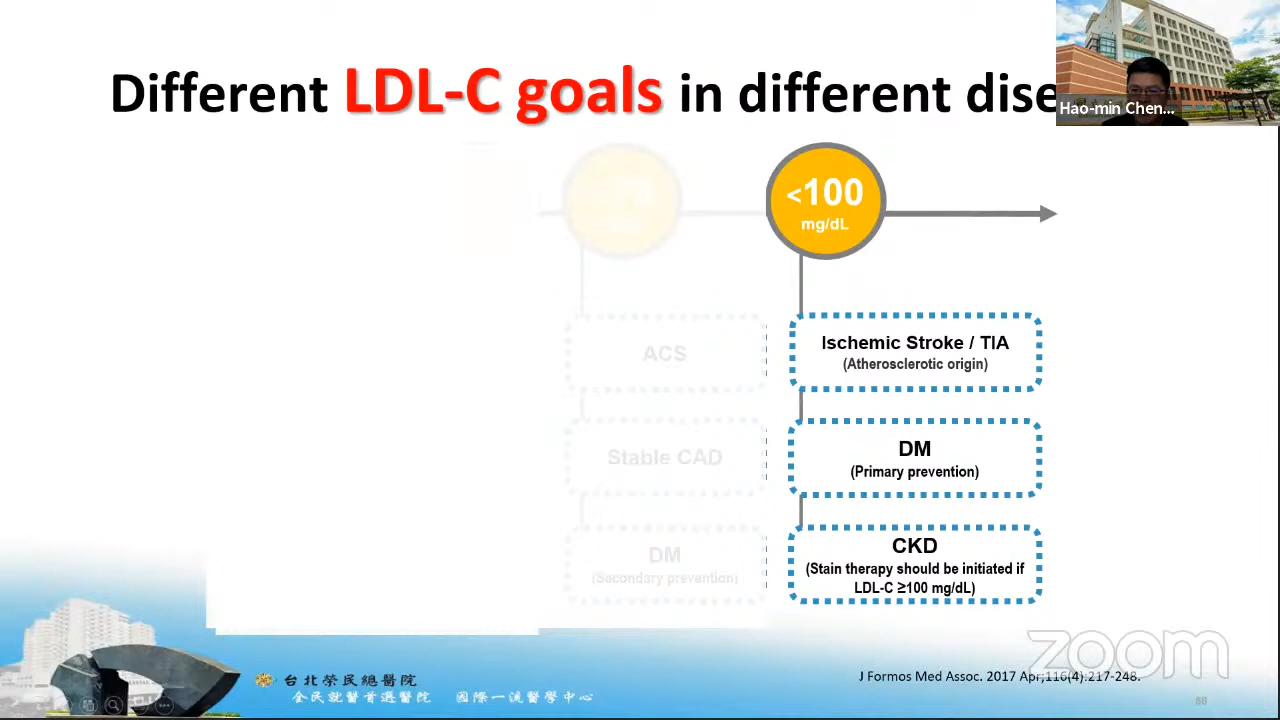 Different LDL-C goals in different dise
Hao-min Chen...
<100
mg/dL
ACS
Ischemic Stroke / TIA
(Atherosclerotic origin)
Stable CAD
DM
(Primary prevention)
DM
(Secondary prevention)
CKD
(Stain therapy should be initiated if
LDL-C ≥100 mg/dL)
zoom
J Formos Med Assoc. 2017 Apr;116(4):217-248.
台北榮民總醫院
全民就醫首選醫院 國際一流醫學中心